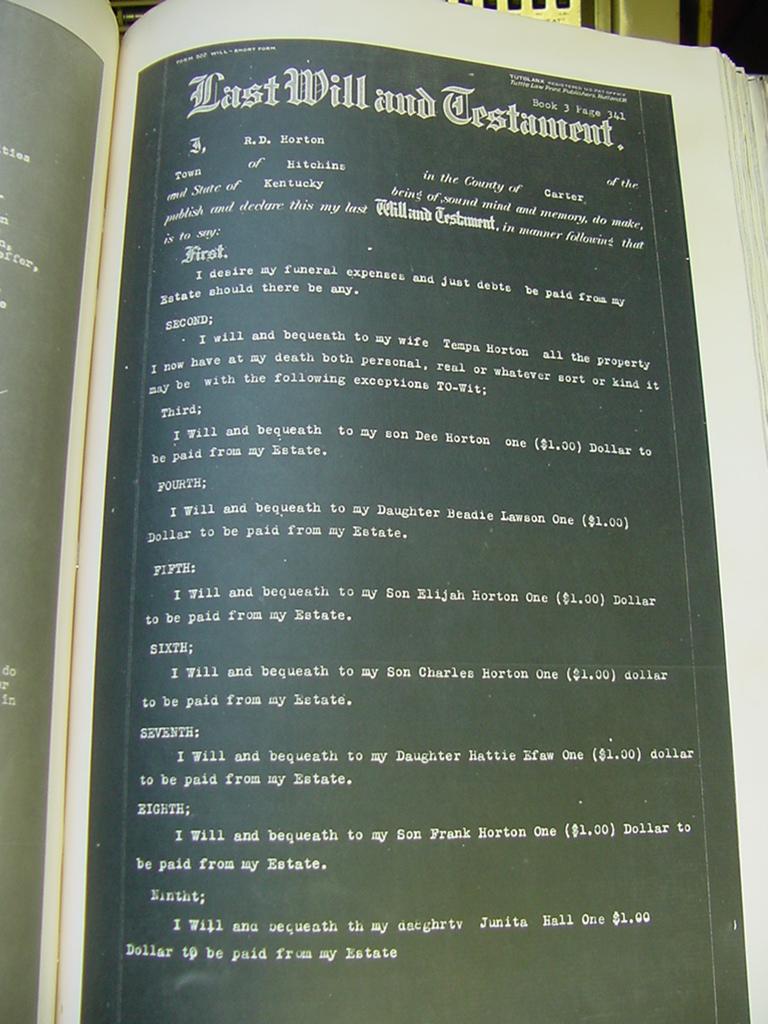 FORM 522 WILL—SHORT FORM
TUTBLANX REGISTERED U.S. PAT. OFFICE
Tuttle Law Print, Publishers, Rutland, Vt
Last Will and Testament.
Book 3 Page 341
I, R.D. Horton of the
Town of Hitchins in the County of Carter,
and State of Kentucky being of sound mind and memory, do make,
publish and declare this my last Will and Testament, in manner following that
is to say:
First.
I desire my funeral expenses and just debts be paid from my
Estate should there be any.
SECOND;
I will and bequeath to my wife Tempa Horton all the property
I now have at my death both personal, real or whatever sort or kind it
may be with the following exceptions TO-Wit;
Third;
I Will and bequeath to my son Dee Horton one ($1.00) Dollar to
be paid from my Estate.
FOURTH;
I Will and bequeath to my Daughter Beadie Lawson One ($1.00)
Dollar to be paid from my Estate.
FIFTH:
I Will and bequeath to my Son Elijah Horton One ($1.00) Dollar
to be paid from my Estate.
SIXTH;
I Will and bequeath to my Son Charles Horton One ($1.00) dollar
to be paid from my Estate.
SEVENTH;
I Will and bequeath to my Daughter Hattie Efaw One ($1.00) dollar
to be paid from my Estate.
EIGHTH;
I Will and bequeath to my Son Frank Horton One ($1.00) Dollar to
be paid from my Estate.
Nintht;
I Will and bequeath th my daeghrtv Junita Hall One $1.00
Dollar to be paid from my Estate